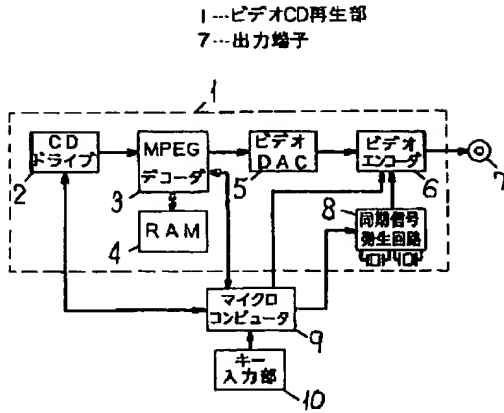 1…ビデオCD再生部
7…出力端子
1
CD
ドライブ
2
MPEG
デコーダ
3
RAM
4
ビデオ
DAC
5
ビデオ
エンコーダ
6
7
8
同期信号
発生回路
マイクロ
コンピュータ
9
キー
入力部
10